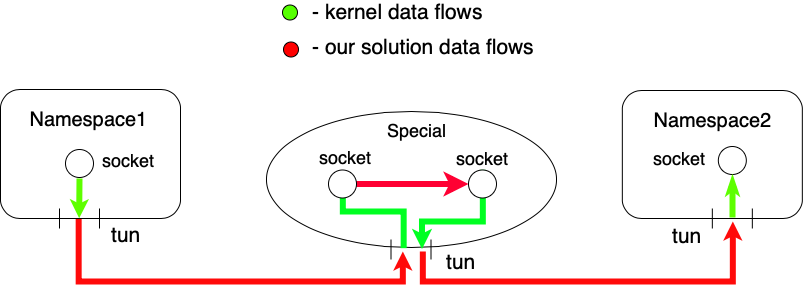 - kernel data flows
- our solution data flows
Namespace1
socket
tun
Special
socket
socket
tun
Namespace2
socket
tun